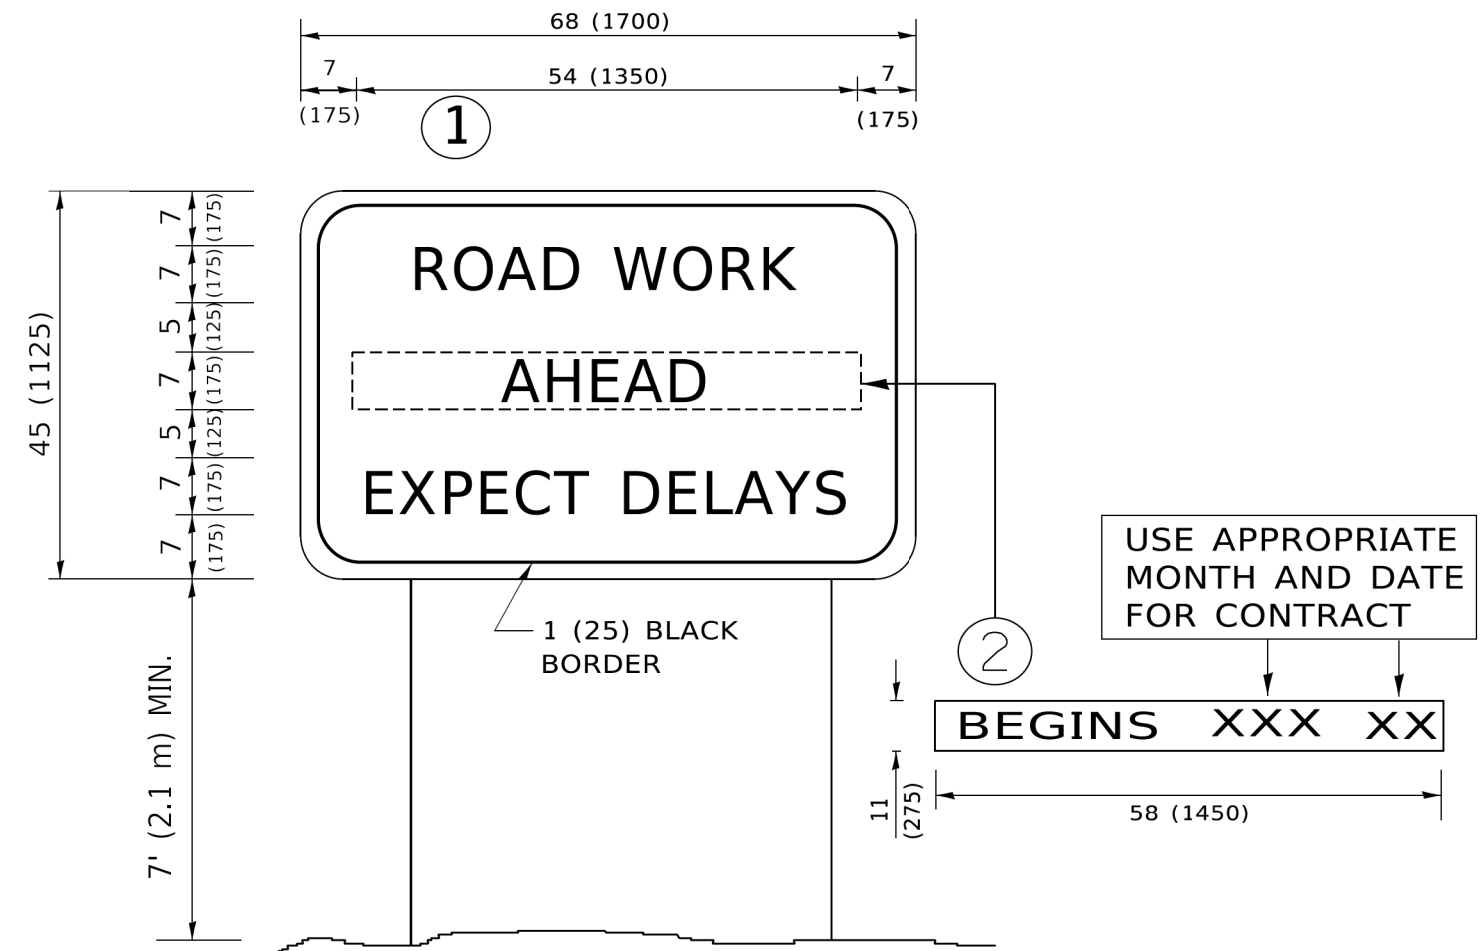 68 (1700)
7
54 (1350)
7
(175)
(175)
1
ROAD WORK
AHEAD
EXPECT DELAYS
45 (1125)
7 (175)
7 (175)
5 (125)
7 (175)
5 (125)
7 (175)
7 (175)
7' (2.1 m) MIN.
1 (25) BLACK
BORDER
USE APPROPRIATE
MONTH AND DATE
FOR CONTRACT
2
BEGINS XXX XX
11
(275)
58 (1450)